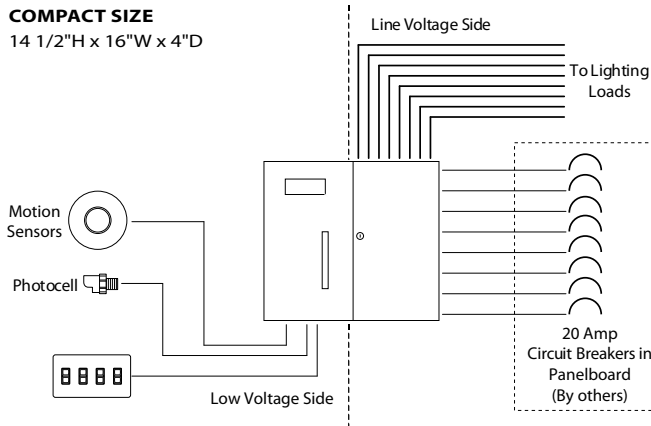 COMPACT SIZE
14 1/2"H x 16"W x 4"D
Line Voltage Side
To Lighting
Loads
Motion
Sensors
Photocell
Low Voltage Side
20 Amp
Circuit Breakers in
Panelboard
(By others)